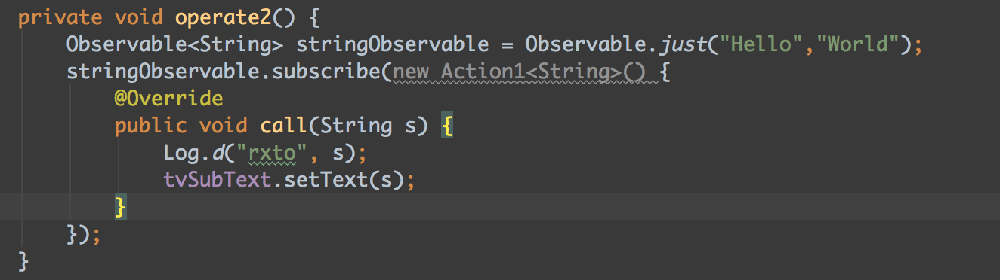 private void operate2() {
    Observable<String> stringObservable = Observable.just("Hello","World");
    stringObservable.subscribe(new Action1<String>() {
        @Override
        public void call(String s) {
            Log.d("rxto", s);
            tvSubText.setText(s);
        }
    });
}